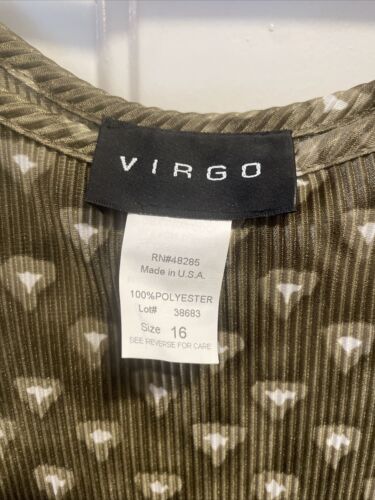 VIRGO
RN#48285
Made in U.S.A.
100%POLYESTER
Lot# 38683
Size 16
SEE REVERSE FOR CARE